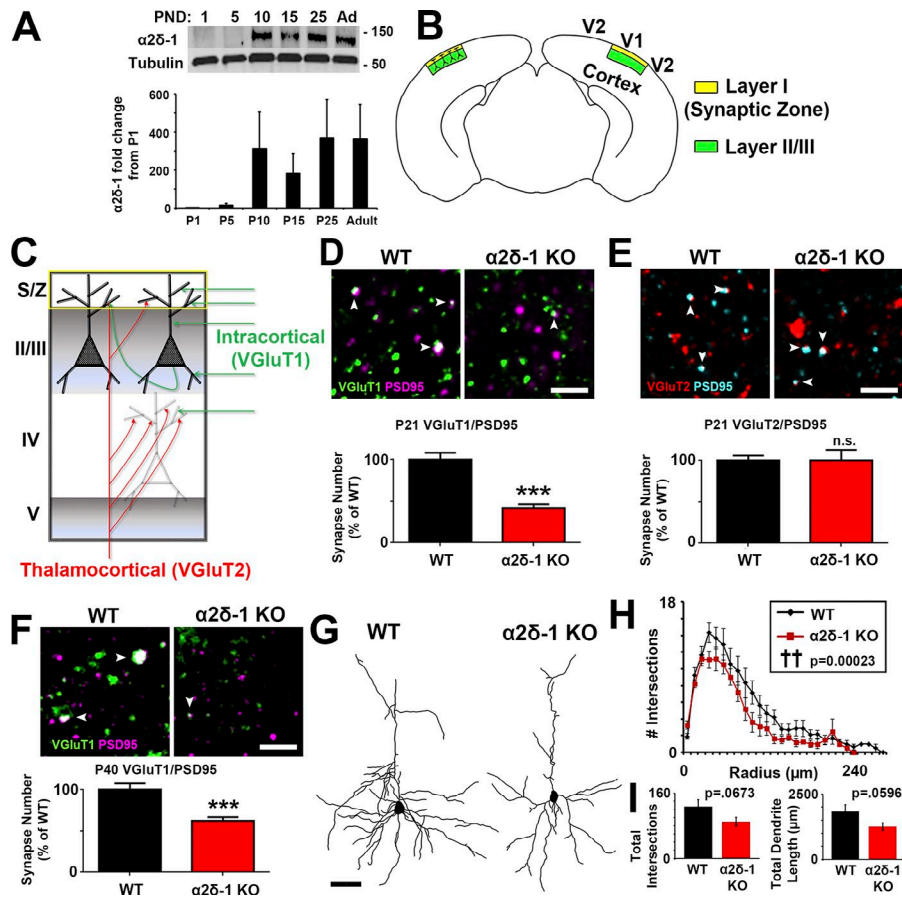 A
PND: 1 5 10 15 25 Ad
α2δ-1
Tubulin
- 150
- 50
α2δ-1 fold change
from P1
600
400
200
0
P1 P5 P10 P15 P25 Adult
B
V2 V1
V2
Cortex
Layer I
(Synaptic Zone)
Layer II/III
C
S/Z
II/III
IV
V
Intracortical
(VGluT1)
Thalamocortical (VGluT2)
D
WT α2δ-1 KO
VGluT1 PSD95
P21 VGluT1/PSD95
Synapse Number
(% of WT)
100
0
***
WT α2δ-1 KO
E
WT α2δ-1 KO
VGluT2 PSD95
P21 VGluT2/PSD95
n.s.
Synapse Number
(% of WT)
100
0
WT α2δ-1 KO
F
WT α2δ-1 KO
VGluT1 PSD95
P40 VGluT1/PSD95
Synapse Number
(% of WT)
100
0
***
WT α2δ-1 KO
G
WT α2δ-1 KO
H
# Intersections
18
0
WT
α2δ-1 KO
†† p=0.00023
0 Radius (μm) 240
I
Total
Intersections
160
0
p=.0673
WT α2δ-1
KO
Total Dendrite
Length (μm)
2500
0
p=.0596
WT α2δ-1
KO